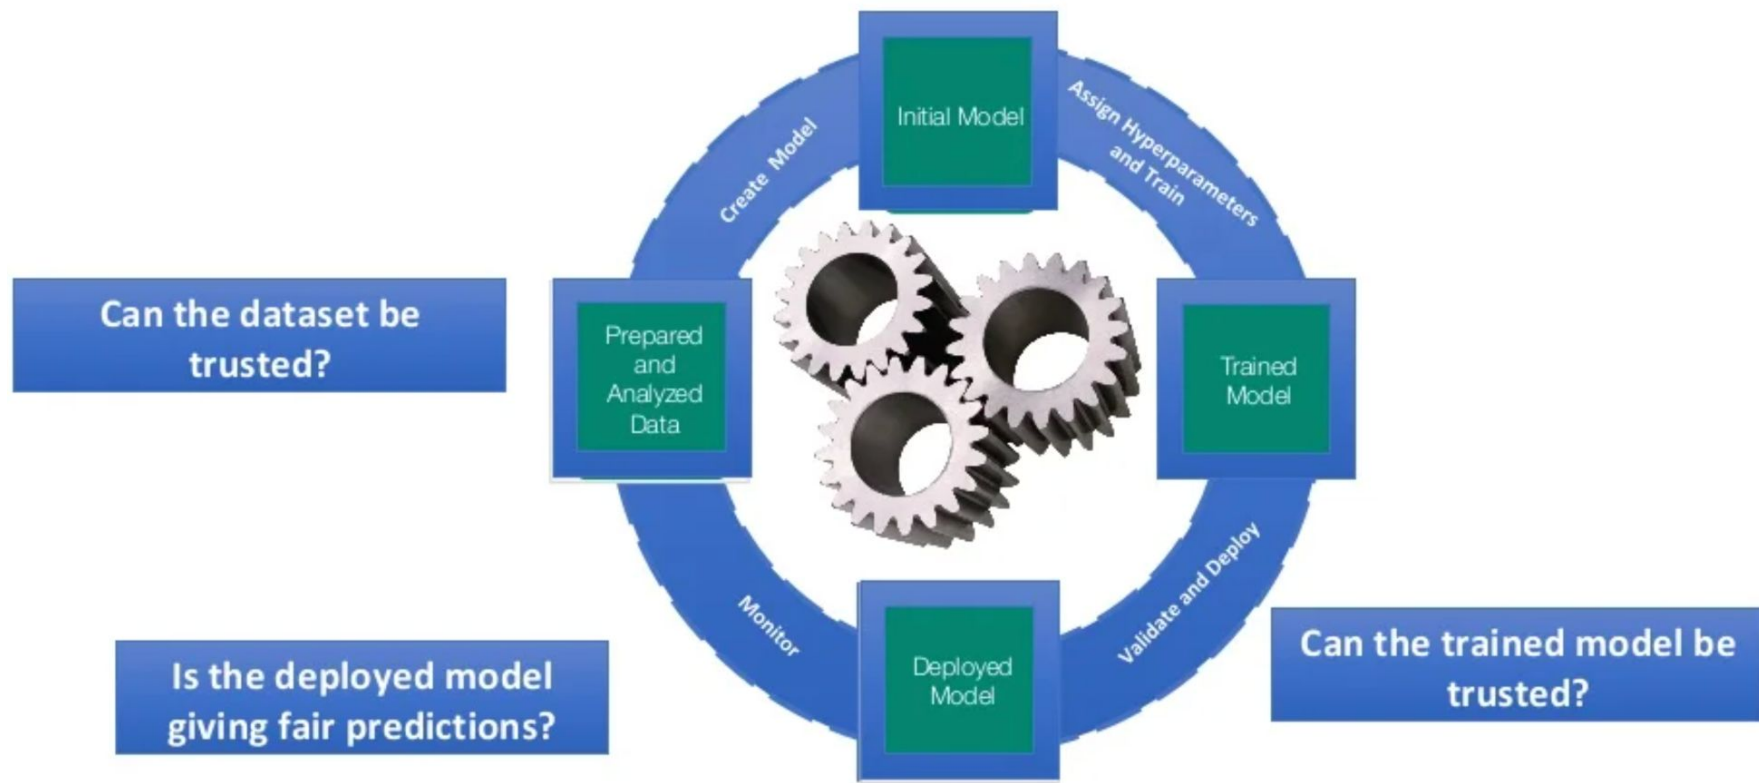 Initial Model
Assign Hyperparameters
and Train
Create Model
Can the dataset be
trusted?
Prepared
and
Analyzed
Data
Trained
Model
Monitor
Validate and Deploy
Is the deployed model
giving fair predictions?
Deployed
Model
Can the trained model be
trusted?